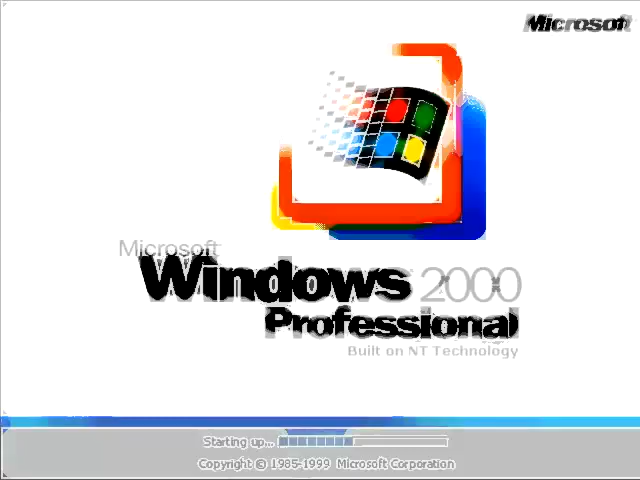 Microsoft
Microsoft
Windows 2000
Professional
Built on NT Technology
Starting up...
Copyright © 1985-1999 Microsoft Corporation